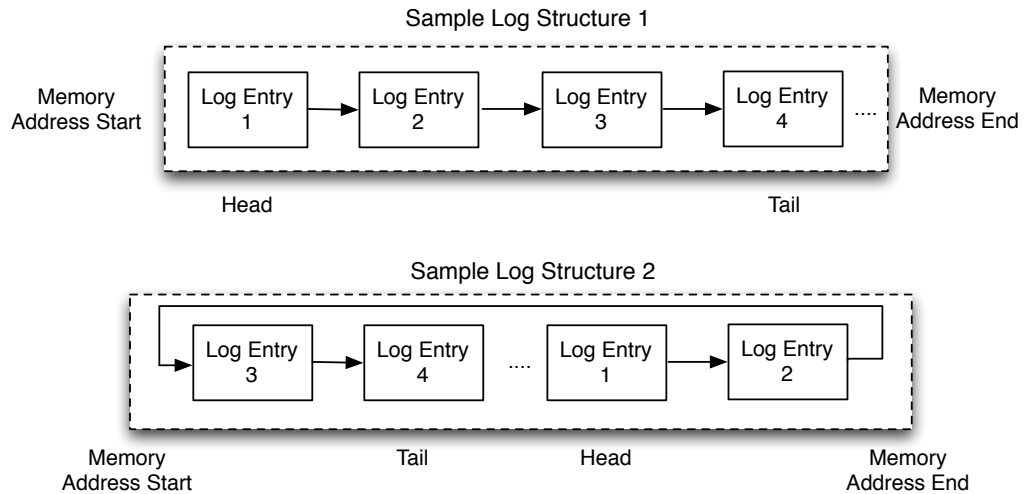 Sample Log Structure 1
Memory
Address Start
Log Entry
1
Log Entry
2
Log Entry
3
Log Entry
4
....
Memory
Address End
Head
Tail
Sample Log Structure 2
Log Entry
3
Log Entry
4
....
Log Entry
1
Log Entry
2
Memory
Address Start
Tail
Head
Memory
Address End